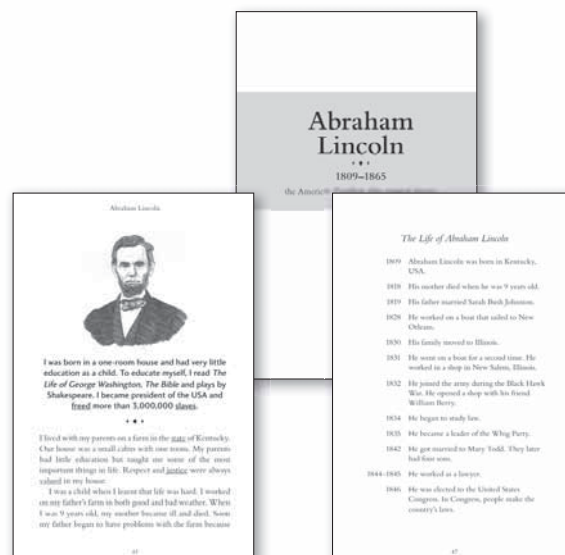 Abraham
Lincoln
1809–1865
the American
Abraham Lincoln
I was born in a one-room house and had very little
education as a child. To educate myself, I read The
Life of George Washington, The Bible and plays by
Shakespeare. I became president of the USA and
freed more than 3,000,000 slaves.
I lived with my parents on a farm in the state of Kentucky.
Our house was a small cabin with one room. My parents
had little education but taught me some of the most
important things in life. Respect and justice were always
valued in my house.
I was a child when I learnt that life was hard. I worked
on my father's farm in both good and bad weather. When
I was 9 years old, my mother became ill and died. Soon
my father began to have problems with the farm because
The Life of Abraham Lincoln
1809 Abraham Lincoln was born in Kentucky,
USA.
1818 His mother died when he was 9 years old.
1819 His father married Sarah Bush Johnston.
1828 He worked on a boat that sailed to New
Orleans.
1830 His family moved to Illinois.
1831 He went on a boat for a second time. He
worked in a shop in New Salem, Illinois.
1832 He joined the army during the Black Hawk
War. He opened a shop with his friend
William Berry.
1834 He began to study law.
1835 He became a leader of the Whig Party.
1842 He got married to Mary Todd. They later
had four sons.
1844–1845 He worked as a lawyer.
1846 He was elected to the United States
Congress. In Congress, people make the
country's laws.